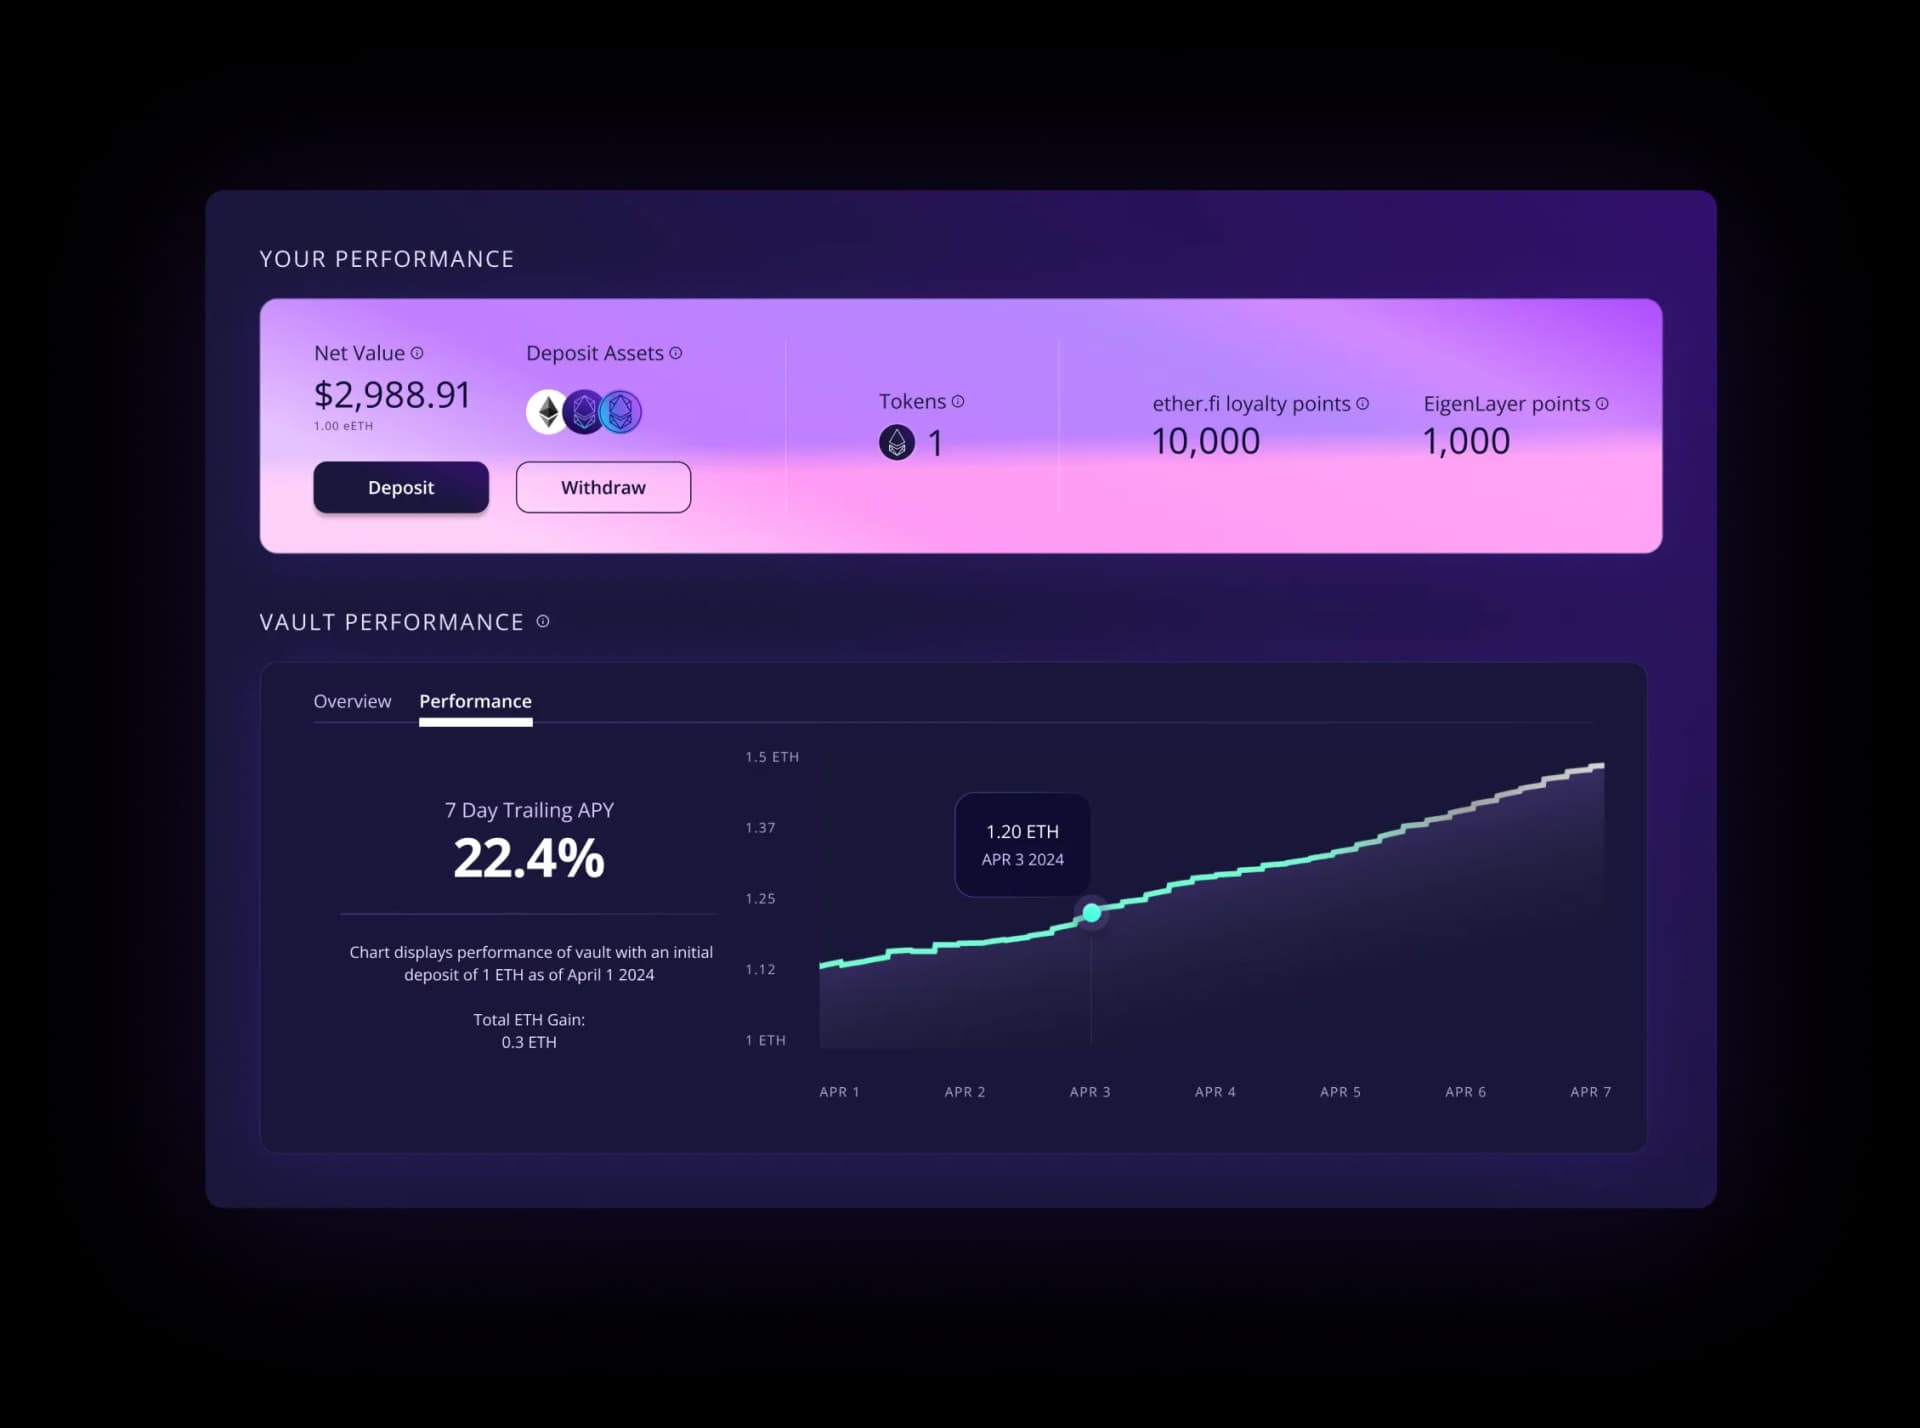 YOUR PERFORMANCE
Net Value
$2,988.91
1.00 eETH
Deposit Assets
Deposit
Withdraw
Tokens
1
ether.fi loyalty points
10,000
EigenLayer points
1,000
VAULT PERFORMANCE
Overview Performance
7 Day Trailing APY
22.4%
Chart displays performance of vault with an initial
deposit of 1 ETH as of April 1 2024
Total ETH Gain:
0.3 ETH
1.5 ETH
1.37
1.25
1.12
1 ETH
1.20 ETH
APR 3 2024
APR 1 APR 2 APR 3 APR 4 APR 5 APR 6 APR 7